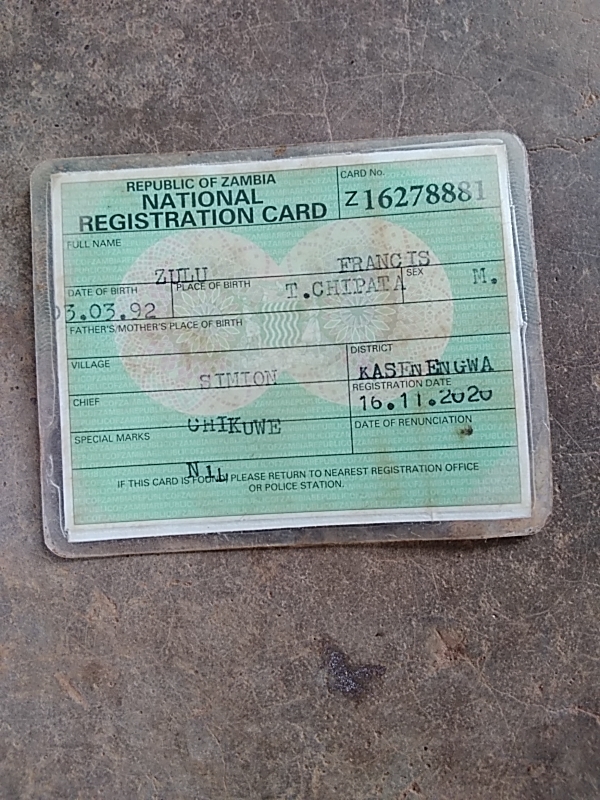 REPUBLIC OF ZAMBIA
NATIONAL
REGISTRATION CARD
CARD No.
Z 16278881
FULL NAME
ZULU FRANCIS
DATE OF BIRTH PLACE OF BIRTH SEX
03.03.92 T.CHIPATA M.
FATHER'S/MOTHER'S PLACE OF BIRTH
VILLAGE DISTRICT
SIMION KASENENGWA
CHIEF REGISTRATION DATE
CHIKUWE 16.11.2020
SPECIAL MARKS DATE OF RENUNCIATION
NIL
IF THIS CARD IS FOUND, PLEASE RETURN TO NEAREST REGISTRATION OFFICE
OR POLICE STATION.